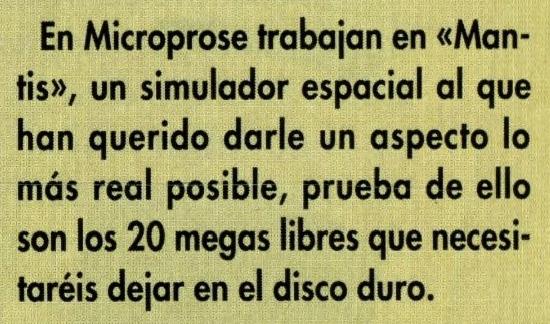 En Microprose trabajan en «Man-
tis», un simulador espacial al que
han querido darle un aspecto lo
más real posible, prueba de ello
son los 20 megas libres que necesi-
taréis dejar en el disco duro.